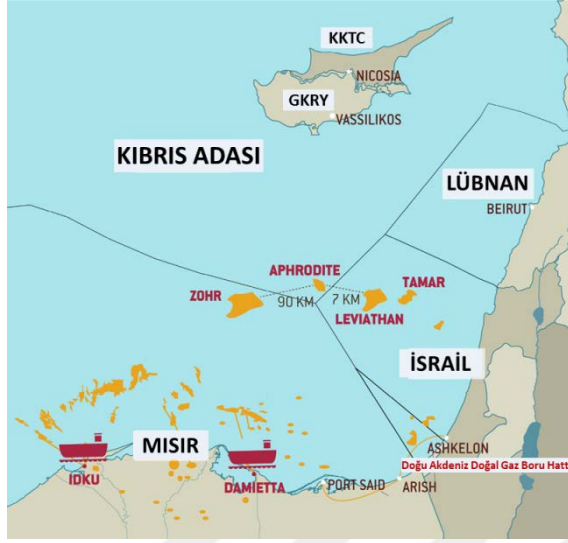 KKTC
NICOSIA
GKRY
VASSILIKOS
KIBRIS ADASI
LÜBNAN
BEIRUT
APHRODITE
TAMAR
ZOHR
90 KM
7 KM
LEVIATHAN
İSRAİL
MISIR
ASHKELON
Doğu Akdeniz Doğal Gaz Boru Hatt
IDKU
DAMIETTA
PORT SAID
ARISH